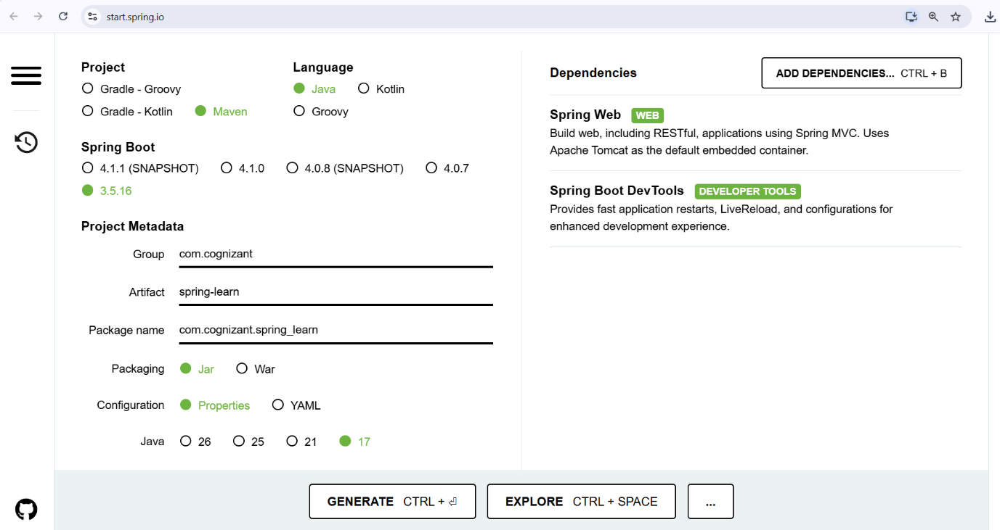 start.spring.io
Project
Gradle - Groovy
Gradle - Kotlin Maven
Language
Java Kotlin
Groovy
Spring Boot
4.1.1 (SNAPSHOT) 4.1.0 4.0.8 (SNAPSHOT) 4.0.7
3.5.16
Project Metadata
Group com.cognizant
Artifact spring-learn
Package name com.cognizant.spring_learn
Packaging Jar War
Configuration Properties YAML
Java 26 25 21 17
Dependencies ADD DEPENDENCIES... CTRL + B
Spring Web WEB
Build web, including RESTful, applications using Spring MVC. Uses
Apache Tomcat as the default embedded container.
Spring Boot DevTools DEVELOPER TOOLS
Provides fast application restarts, LiveReload, and configurations for
enhanced development experience.
GENERATE CTRL + ⏎ EXPLORE CTRL + SPACE ...